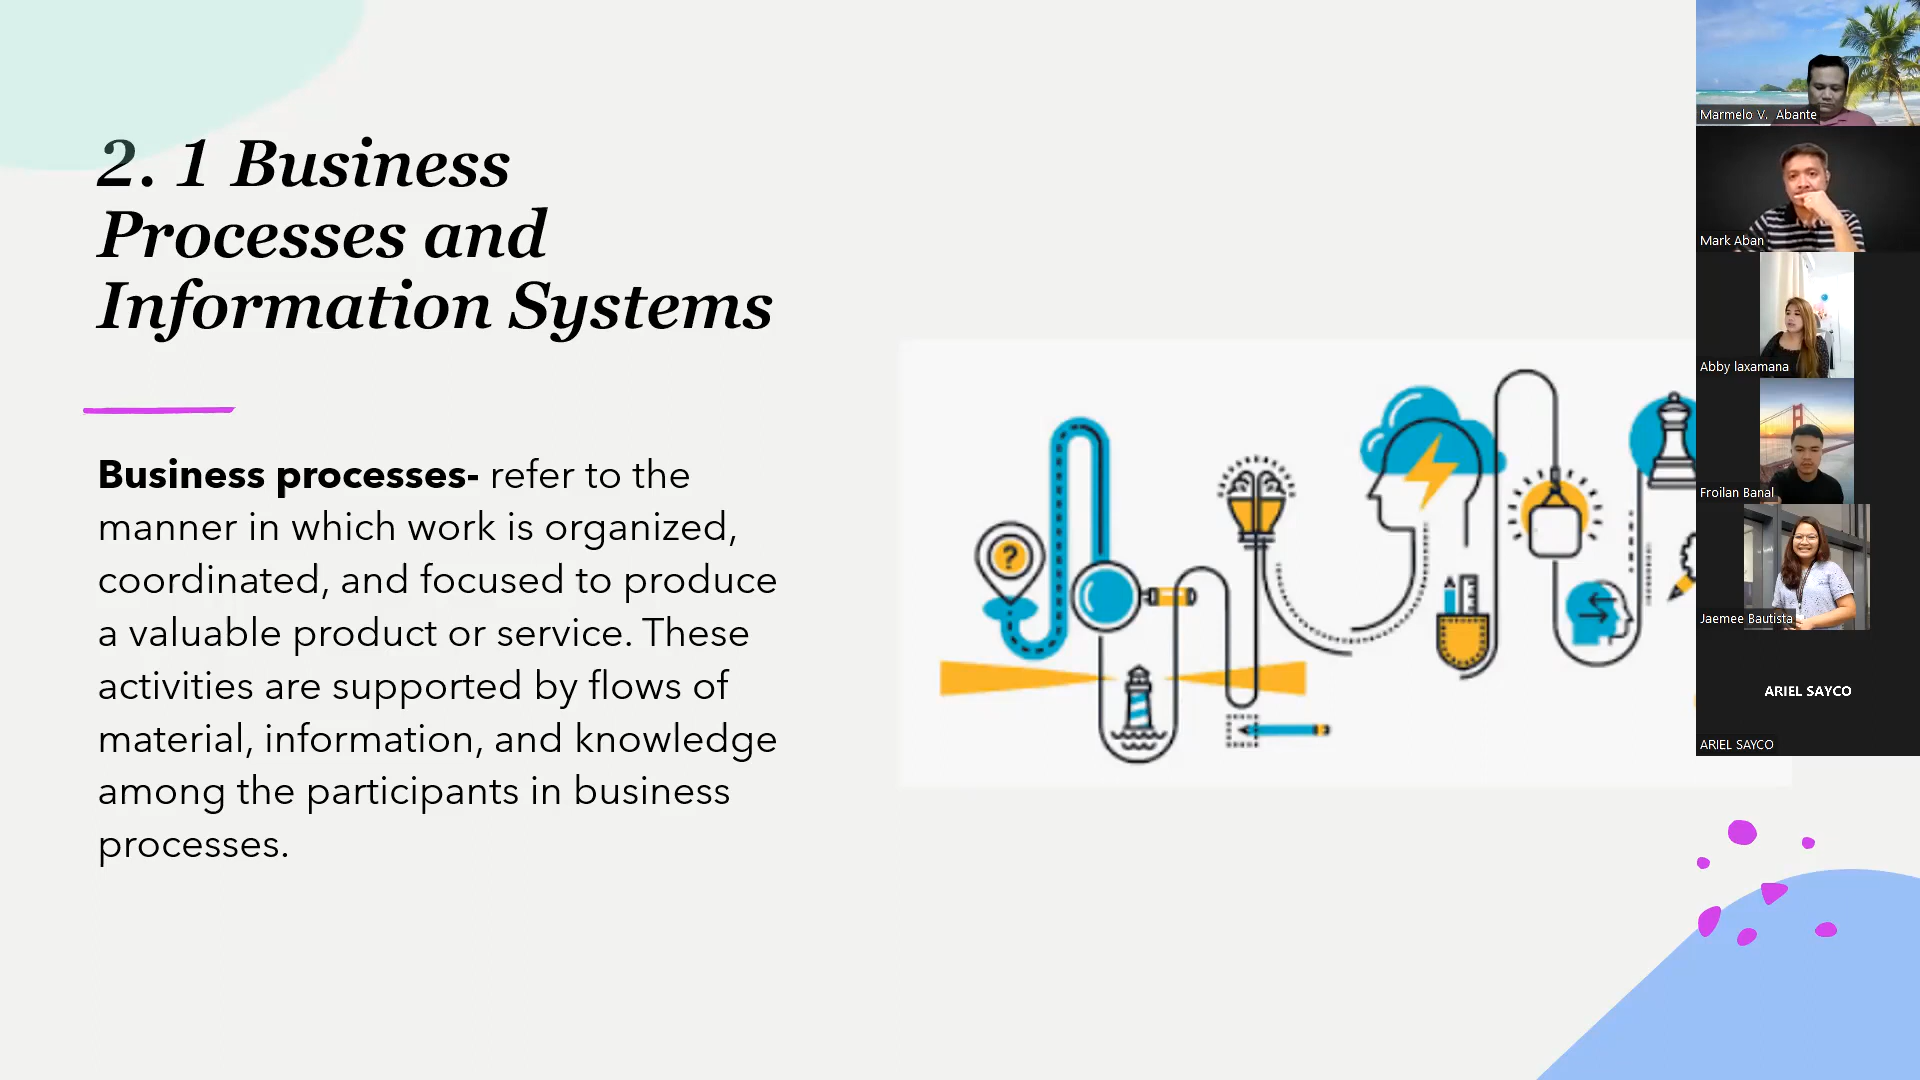 2. 1 Business
Processes and
Information Systems
Business processes- refer to the
manner in which work is organized,
coordinated, and focused to produce
a valuable product or service. These
activities are supported by flows of
material, information, and knowledge
among the participants in business
processes.
?
A
Marmelo V. Abante
Mark Aban
Abby laxamana
Froilan Banal
Jaemee Bautista
ARIEL SAYCO
ARIEL SAYCO